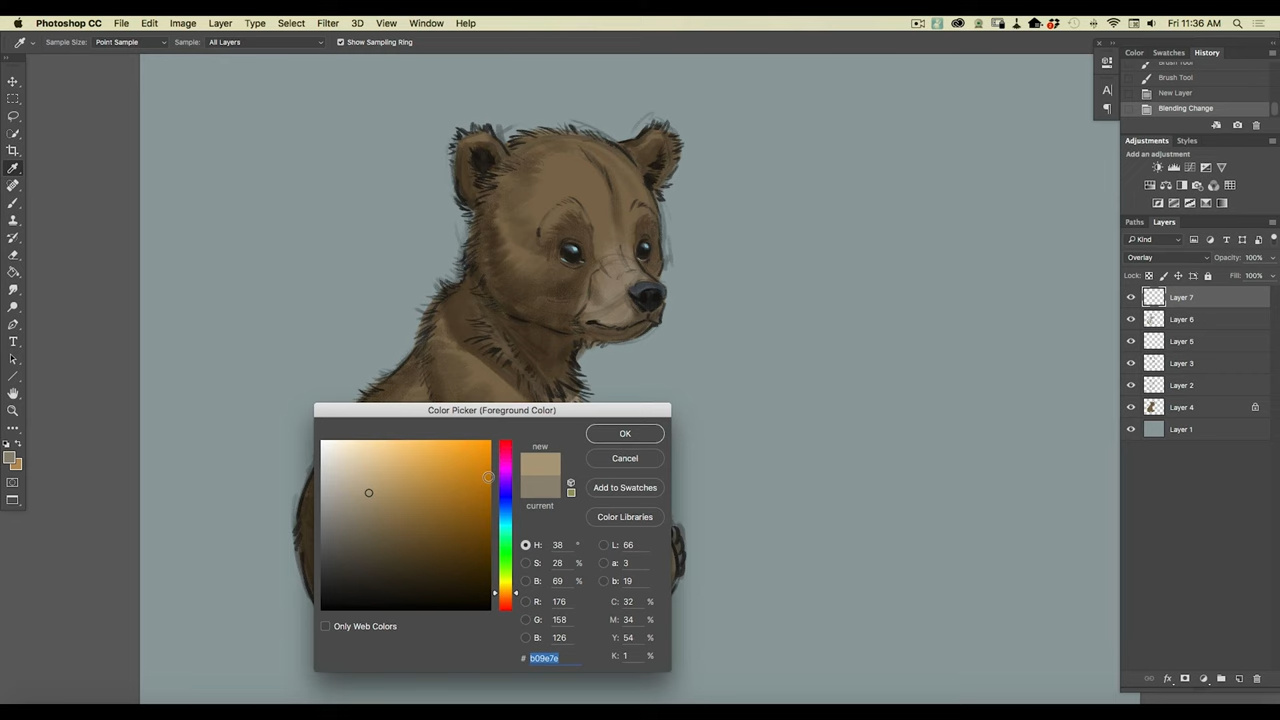 Photoshop CC File Edit Image Layer Type Select Filter 3D View Window Help Fri 11:36 AM
Sample Size: Point Sample Sample: All Layers Show Sampling Ring
Color Swatches History
Brush Tool
Brush Tool
New Layer
Blending Change
Adjustments Styles
Add an adjustment
Paths Layers
Kind
Overlay Opacity: 100%
Lock: Fill: 100%
Layer 7
Layer 6
Layer 5
Layer 3
Layer 2
Layer 4
Layer 1
Color Picker (Foreground Color)
new
current
OK
Cancel
Add to Swatches
Color Libraries
H: 38 ° L: 66
S: 28 % a: 3
B: 69 % b: 19
R: 176 C: 32 %
G: 158 M: 34 %
B: 126 Y: 54 %
# b09e7e K: 1 %
Only Web Colors